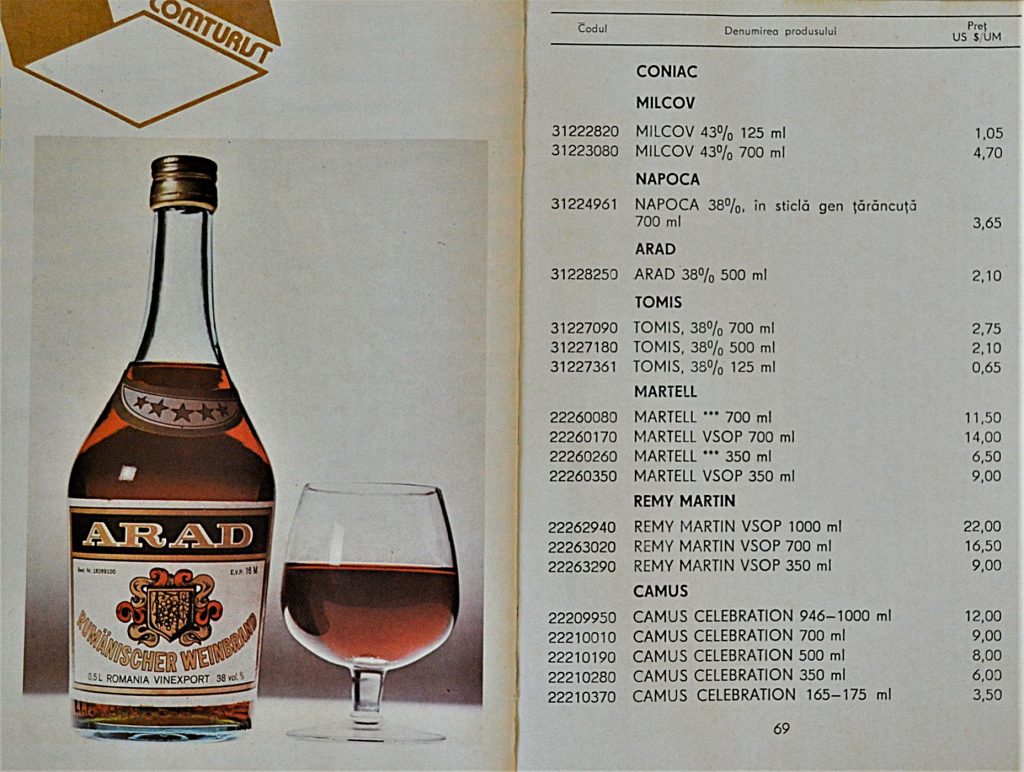 COMTURIST
ARAD
Best. Nr. 18269100
E.V.P. 16 M
RUMÄNISCHER WEINBRAND
0,5 L ROMANIA VINEXPORT 38 vol. %
Codul Denumirea produsului Preț US $/UM
CONIAC
MILCOV
31222820 MILCOV 43% 125 ml 1,05
31223080 MILCOV 43% 700 ml 4,70
NAPOCA
31224961 NAPOCA 38%, în sticlă gen țărăncuță
700 ml 3,65
ARAD
31228250 ARAD 38% 500 ml 2,10
TOMIS
31227090 TOMIS, 38% 700 ml 2,75
31227180 TOMIS, 38% 500 ml 2,10
31227361 TOMIS, 38% 125 ml 0,65
MARTELL
22260080 MARTELL *** 700 ml 11,50
22260170 MARTELL VSOP 700 ml 14,00
22260260 MARTELL *** 350 ml 6,50
22260350 MARTELL VSOP 350 ml 9,00
REMY MARTIN
22262940 REMY MARTIN VSOP 1000 ml 22,00
22263020 REMY MARTIN VSOP 700 ml 16,50
22263290 REMY MARTIN VSOP 350 ml 9,00
CAMUS
22209950 CAMUS CELEBRATION 946–1000 ml 12,00
22210010 CAMUS CELEBRATION 700 ml 9,00
22210190 CAMUS CELEBRATION 500 ml 8,00
22210280 CAMUS CELEBRATION 350 ml 6,00
22210370 CAMUS CELEBRATION 165–175 ml 3,50
69